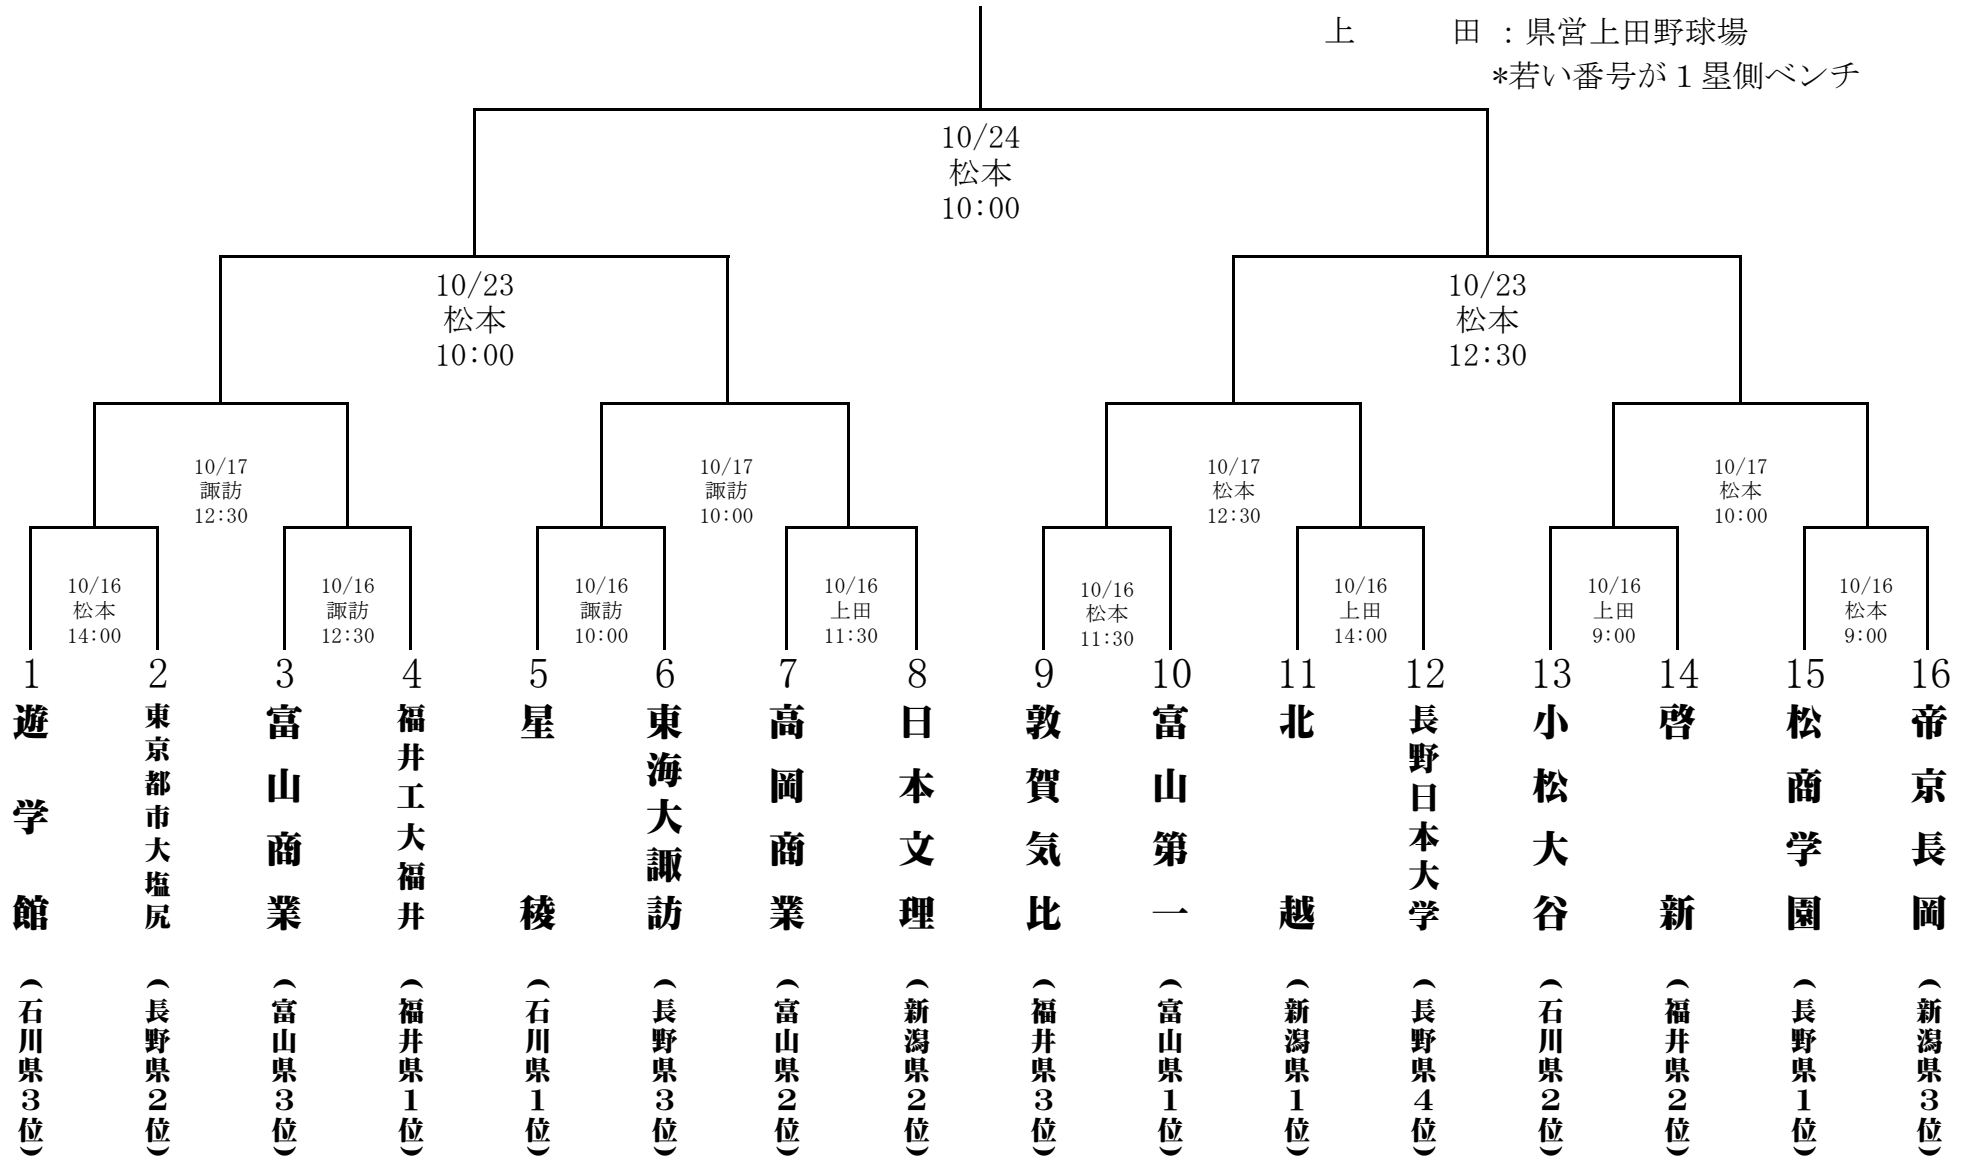 上　　　田 ：県営上田野球場
*若い番号が１塁側ベンチ
10/24
松本
10:00
10/23
松本
10:00
10/23
松本
12:30
10/17
諏訪
12:30
10/17
諏訪
10:00
10/17
松本
12:30
10/17
松本
10:00
10/16
松本
14:00
10/16
諏訪
12:30
10/16
諏訪
10:00
10/16
上田
11:30
10/16
松本
11:30
10/16
上田
14:00
10/16
上田
9:00
10/16
松本
9:00
1
遊学館
（石川県３位）
2
東京都市大塩尻
（長野県２位）
3
富山商業
（富山県３位）
4
福井工大福井
（福井県１位）
5
星稜
（石川県１位）
6
東海大諏訪
（長野県３位）
7
高岡商業
（富山県２位）
8
日本文理
（新潟県２位）
9
敦賀気比
（福井県３位）
10
富山第一
（富山県１位）
11
北越
（新潟県１位）
12
長野日本大学
（長野県４位）
13
小松大谷
（石川県２位）
14
啓新
（福井県２位）
15
松商学園
（長野県１位）
16
帝京長岡
（新潟県３位）